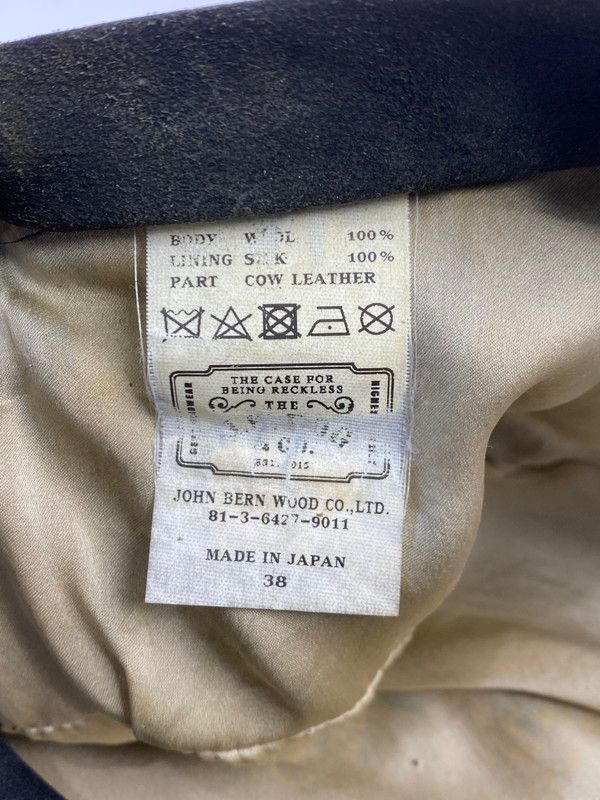 BODY WOOL 100%
LINING SILK 100%
PART COW LEATHER
THE CASE FOR
BEING RECKLESS
THE
JOHN BERN WOOD CO.,LTD.
81-3-6427-9011
MADE IN JAPAN
38